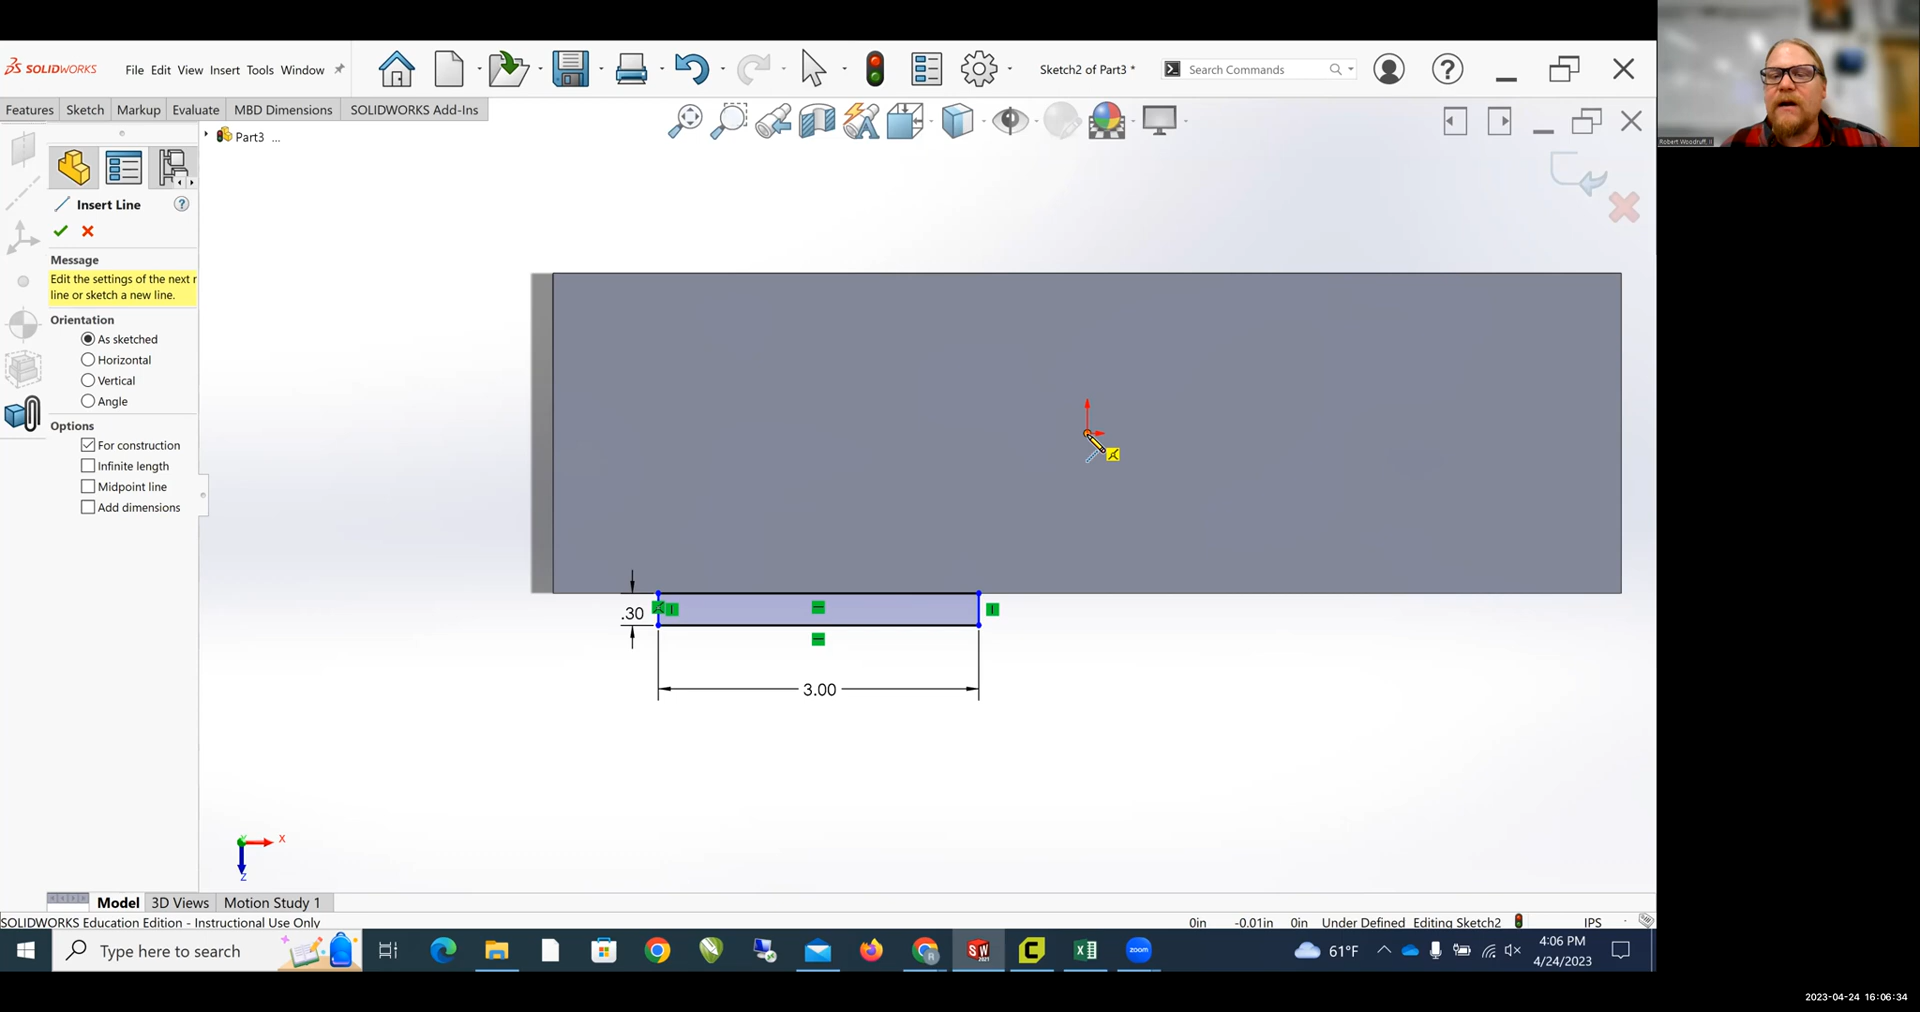 SOLIDWORKS File Edit View Insert Tools Window Sketch2 of Part3 * Search Commands
Features Sketch Markup Evaluate MBD Dimensions SOLIDWORKS Add-Ins
Part3 ...
Robert Woodruff, II
Insert Line
Message
Edit the settings of the next r
line or sketch a new line.
Orientation
As sketched
Horizontal
Vertical
Angle
Options
For construction
Infinite length
Midpoint line
Add dimensions
.30
3.00
Y
X
Z
Model 3D Views Motion Study 1
SOLIDWORKS Education Edition - Instructional Use Only 0in -0.01in 0in Under Defined Editing Sketch2 IPS
Type here to search zoom 61°F 4:06 PM
4/24/2023
2023-04-24 16:06:34